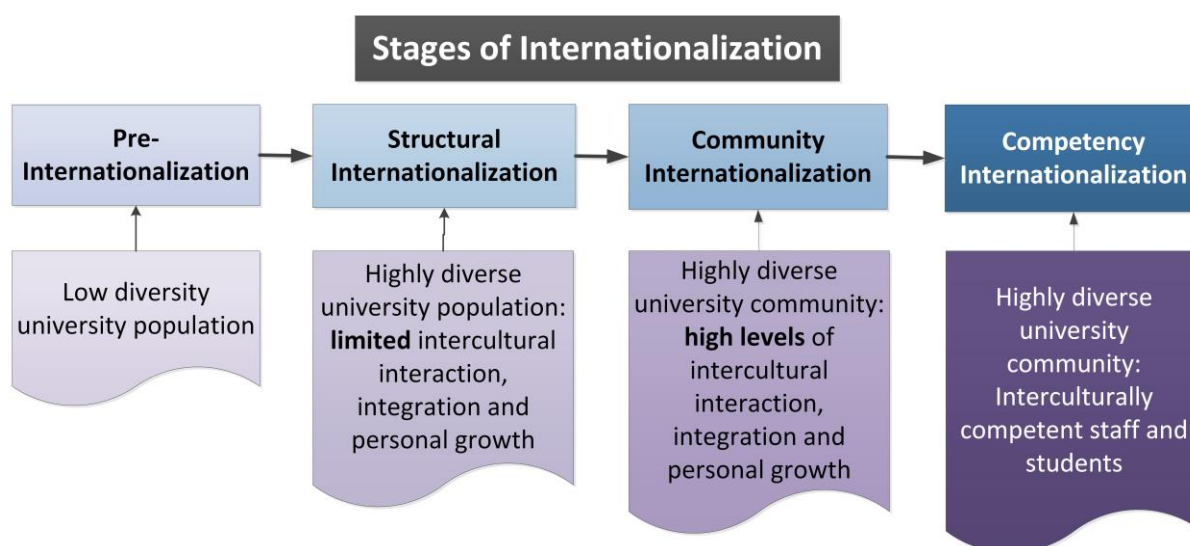 Stages of Internationalization
Pre-
Internationalization
Structural
Internationalization
Community
Internationalization
Competency
Internationalization
Low diversity
university population
Highly diverse
university population:
limited intercultural
interaction,
integration and
personal growth
Highly diverse
university community:
high levels of
intercultural
interaction,
integration and
personal growth
Highly diverse
university
community:
Interculturally
competent staff and
students